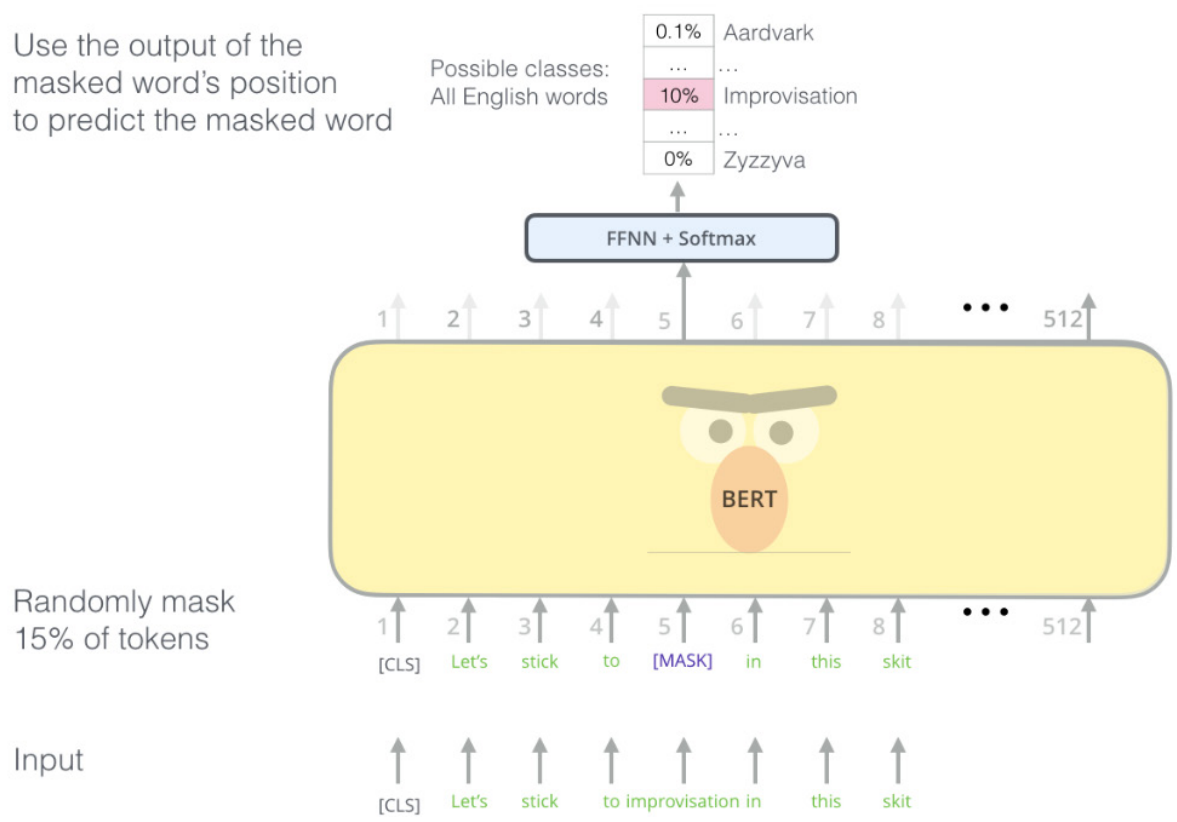 Use the output of the
masked word's position
to predict the masked word
Possible classes:
All English words
0.1% Aardvark
... ...
10% Improvisation
... ...
0% Zyzzyva
FFNN + Softmax
1 2 3 4 5 6 7 8 ••• 512
BERT
Randomly mask
15% of tokens
1 2 3 4 5 6 7 8 ••• 512
[CLS] Let's stick to [MASK] in this skit
Input
[CLS] Let's stick to improvisation in this skit